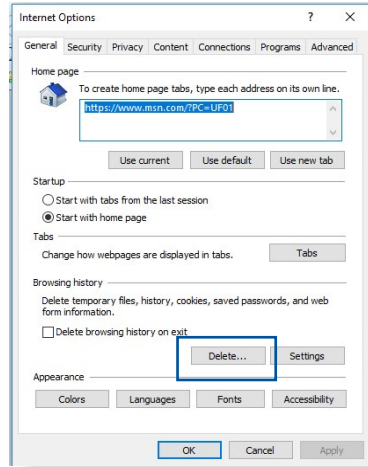 Internet Options ? X
General Security Privacy Content Connections Programs Advanced
Home page
To create home page tabs, type each address on its own line.
https://www.msn.com/?PC=UF01
Use current Use default Use new tab
Startup
Start with tabs from the last session
Start with home page
Tabs
Change how webpages are displayed in tabs. Tabs
Browsing history
Delete temporary files, history, cookies, saved passwords, and web
form information.
Delete browsing history on exit
Delete... Settings
Appearance
Colors Languages Fonts Accessibility
OK Cancel Apply